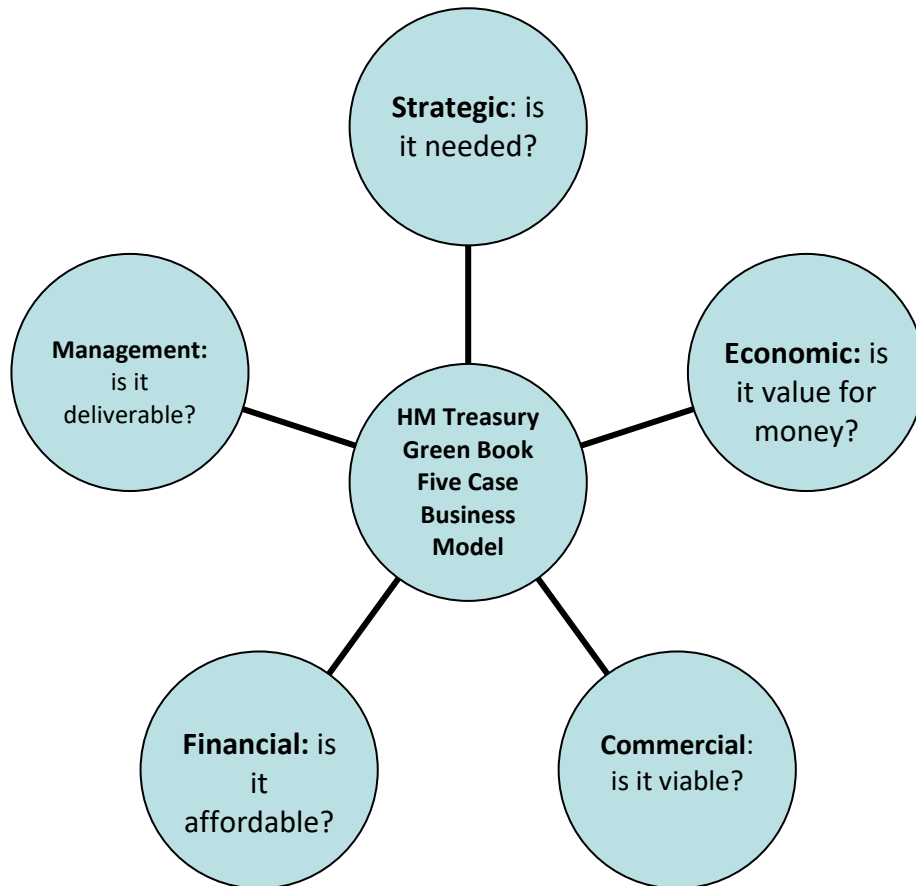 Strategic: is
it needed?
Management:
is it
deliverable?
Economic: is
it value for
money?
HM Treasury
Green Book
Five Case
Business
Model
Financial: is
it
affordable?
Commercial:
is it viable?